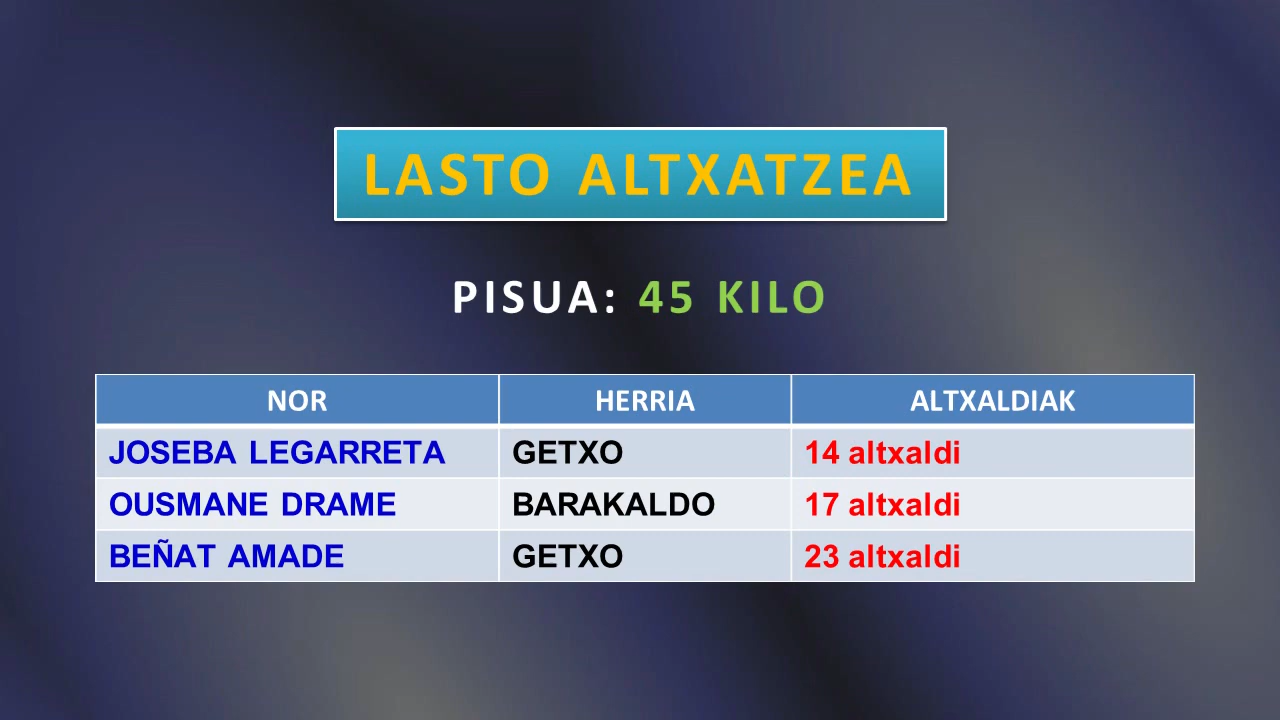 LASTO ALTXATZEA
PISUA: 45 KILO
NOR HERRIA ALTXALDIAK
JOSEBA LEGARRETA GETXO 14 altxaldi
OUSMANE DRAME BARAKALDO 17 altxaldi
BEÑAT AMADE GETXO 23 altxaldi